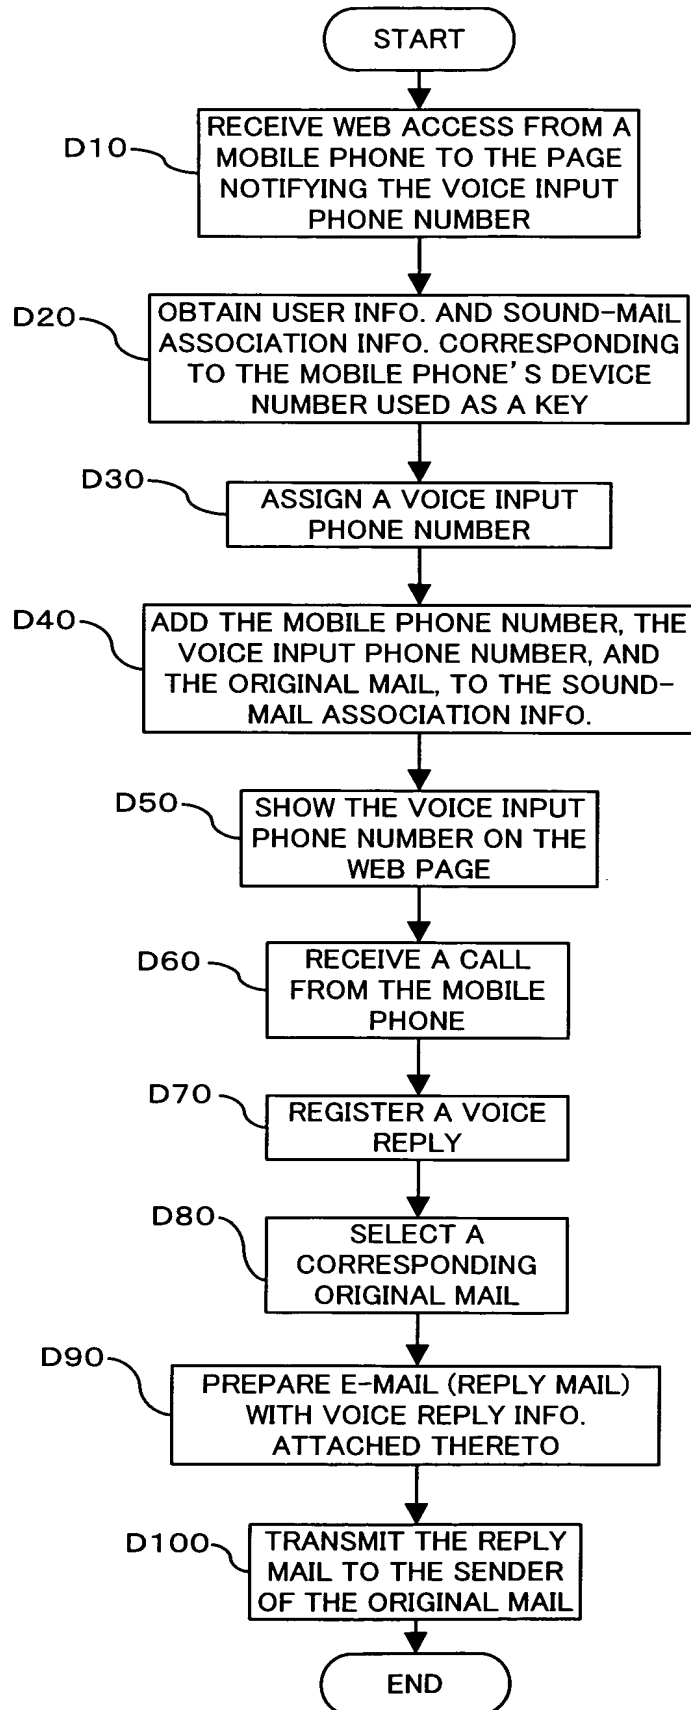 START
D10
RECEIVE WEB ACCESS FROM A
MOBILE PHONE TO THE PAGE
NOTIFYING THE VOICE INPUT
PHONE NUMBER
D20
OBTAIN USER INFO. AND SOUND-MAIL
ASSOCIATION INFO. CORRESPONDING
TO THE MOBILE PHONE'S DEVICE
NUMBER USED AS A KEY
D30
ASSIGN A VOICE INPUT
PHONE NUMBER
D40
ADD THE MOBILE PHONE NUMBER, THE
VOICE INPUT PHONE NUMBER, AND
THE ORIGINAL MAIL, TO THE SOUND-
MAIL ASSOCIATION INFO.
D50
SHOW THE VOICE INPUT
PHONE NUMBER ON THE
WEB PAGE
D60
RECEIVE A CALL
FROM THE MOBILE
PHONE
D70
REGISTER A VOICE
REPLY
D80
SELECT A
CORRESPONDING
ORIGINAL MAIL
D90
PREPARE E-MAIL (REPLY MAIL)
WITH VOICE REPLY INFO.
ATTACHED THERETO
D100
TRANSMIT THE REPLY
MAIL TO THE SENDER
OF THE ORIGINAL MAIL
END